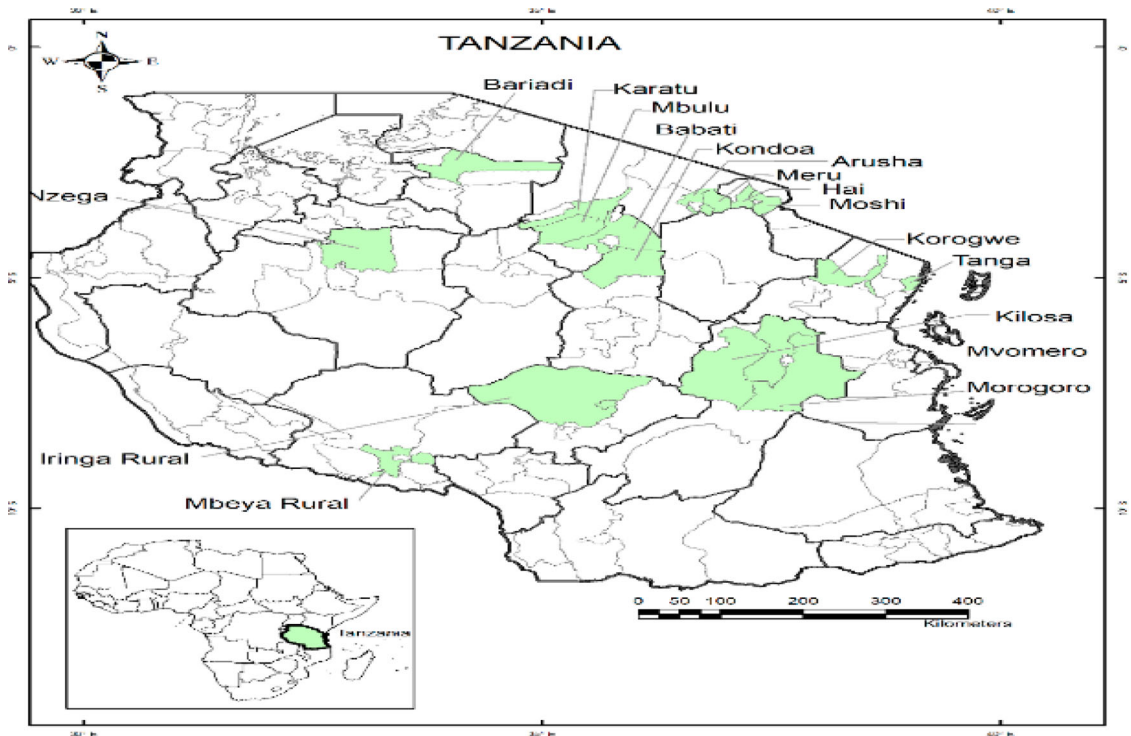 TANZANIA
N
W
E
S
Bariadi
Karatu
Mbulu
Babati
Kondoa
Arusha
Meru
Hai
Moshi
Nzega
Korogwe
Tanga
Kilosa
Mvomero
Morogoro
Iringa Rural
Mbeya Rural
Tanzania
0 50 100 200 300 400
Kilometers